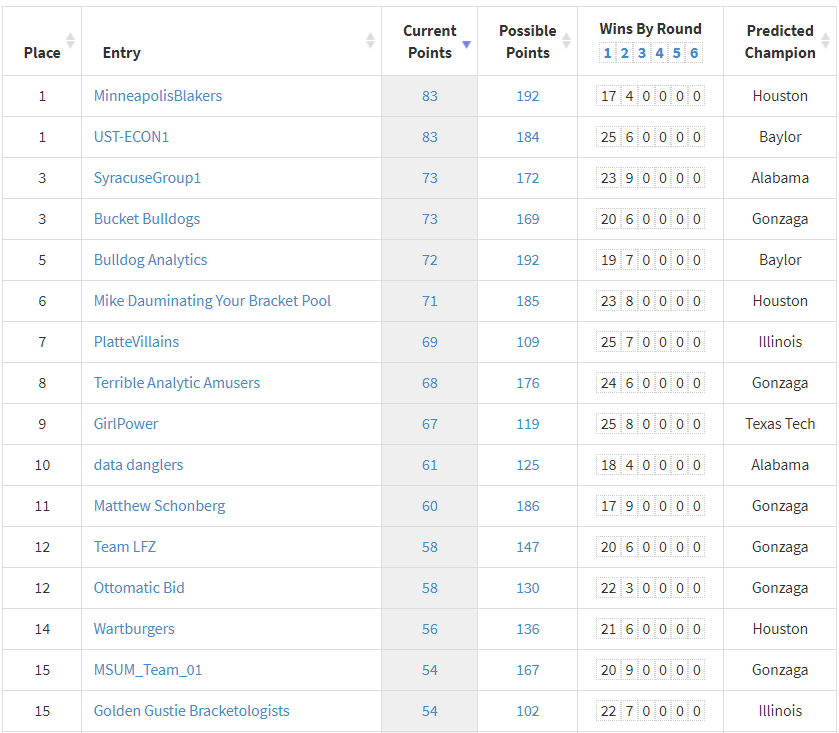 Place Entry Current Points Possible Points Wins By Round 1 2 3 4 5 6 Predicted Champion
1 MinneapolisBlakers 83 192 17 4 0 0 0 0 Houston
1 UST-ECON1 83 184 25 6 0 0 0 0 Baylor
3 SyracuseGroup1 73 172 23 9 0 0 0 0 Alabama
3 Bucket Bulldogs 73 169 20 6 0 0 0 0 Gonzaga
5 Bulldog Analytics 72 192 19 7 0 0 0 0 Baylor
6 Mike Dauminating Your Bracket Pool 71 185 23 8 0 0 0 0 Houston
7 PlatteVillains 69 109 25 7 0 0 0 0 Illinois
8 Terrible Analytic Amusers 68 176 24 6 0 0 0 0 Gonzaga
9 GirlPower 67 119 25 8 0 0 0 0 Texas Tech
10 data danglers 61 125 18 4 0 0 0 0 Alabama
11 Matthew Schonberg 60 186 17 9 0 0 0 0 Gonzaga
12 Team LFZ 58 147 20 6 0 0 0 0 Gonzaga
12 Ottomatic Bid 58 130 22 3 0 0 0 0 Gonzaga
14 Wartburgers 56 136 21 6 0 0 0 0 Houston
15 MSUM_Team_01 54 167 20 9 0 0 0 0 Gonzaga
15 Golden Gustie Bracketologists 54 102 22 7 0 0 0 0 Illinois